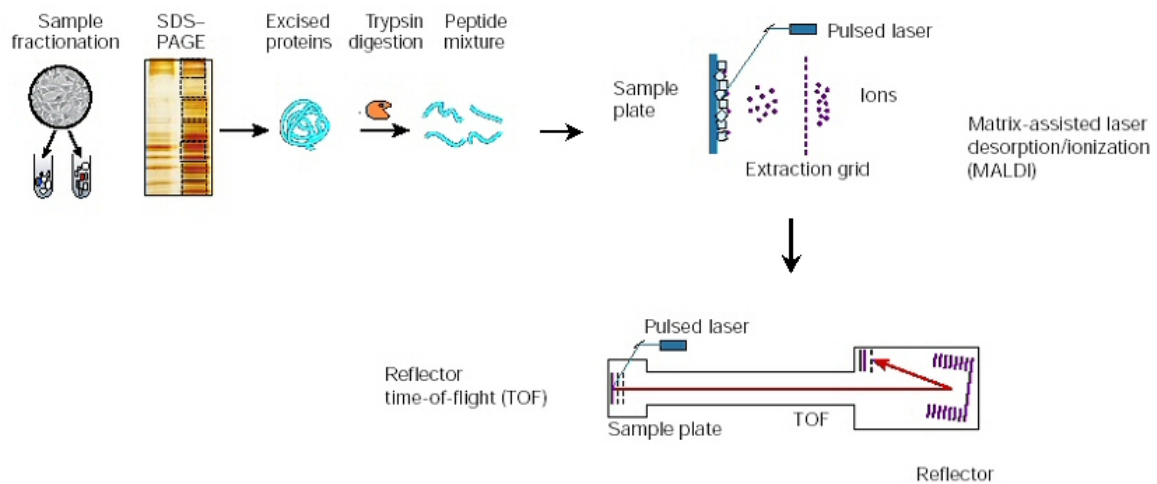 Sample
fractionation
SDS–
PAGE
Excised
proteins
Trypsin
digestion
Peptide
mixture
Pulsed laser
Sample
plate
Ions
Extraction grid
Matrix-assisted laser
desorption/ionization
(MALDI)
Pulsed laser
Reflector
time-of-flight (TOF)
Sample plate
TOF
Reflector